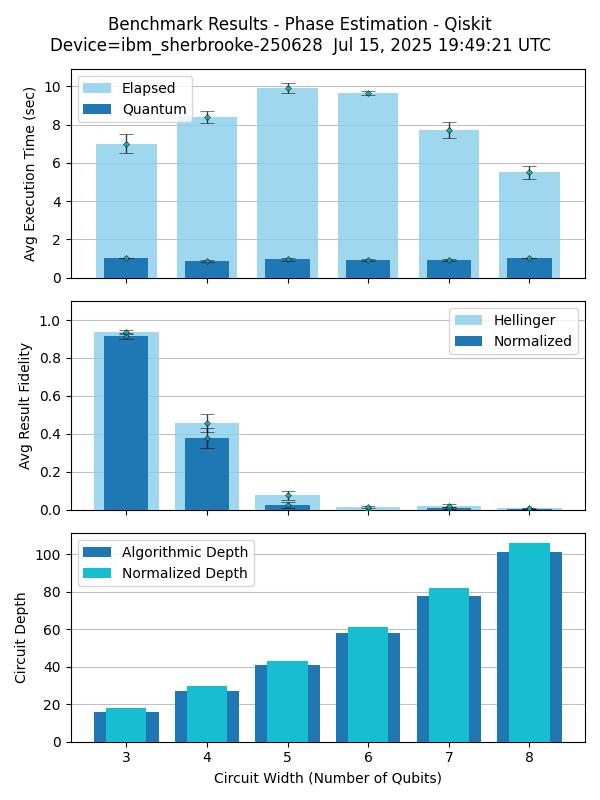 Benchmark Results - Phase Estimation - Qiskit
Device=ibm_sherbrooke-250628  Jul 15, 2025 19:49:21 UTC
Avg Execution Time (sec)
10
8
6
4
2
0
Elapsed
Quantum
Avg Result Fidelity
1.0
0.8
0.6
0.4
0.2
0.0
Hellinger
Normalized
Circuit Depth
100
80
60
40
20
0
Algorithmic Depth
Normalized Depth
3 4 5 6 7 8
Circuit Width (Number of Qubits)